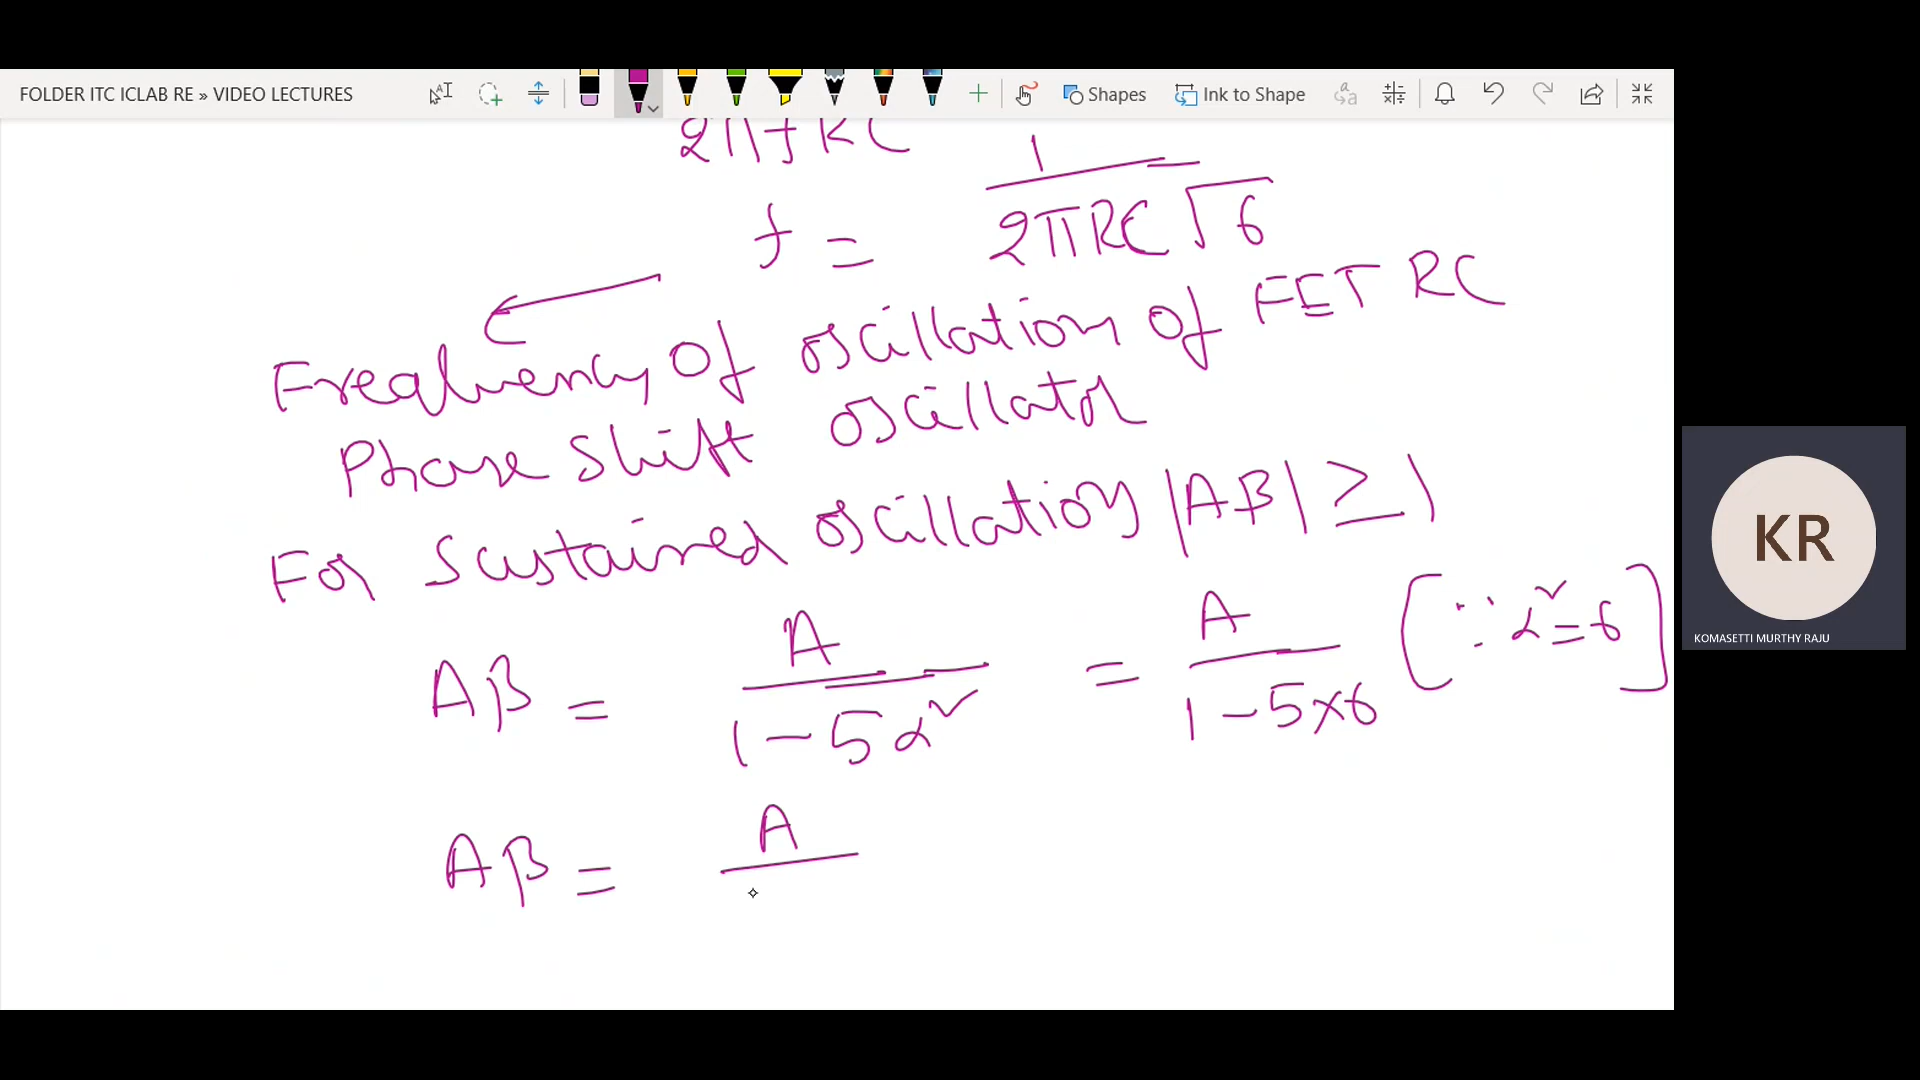 FOLDER ITC ICLAB RE » VIDEO LECTURES
Shapes
Ink to Shape
2πfRC
f = 1 / 2πRC√6
Frequency of oscillation of FET RC
Phase shift oscillator
For Sustained oscillation |Aβ| ≥ 1
Aβ = A / 1-5α² = A / 1-5×6 [∵ α² = 6]
Aβ = A /
KR
KOMASETTI MURTHY RAJU